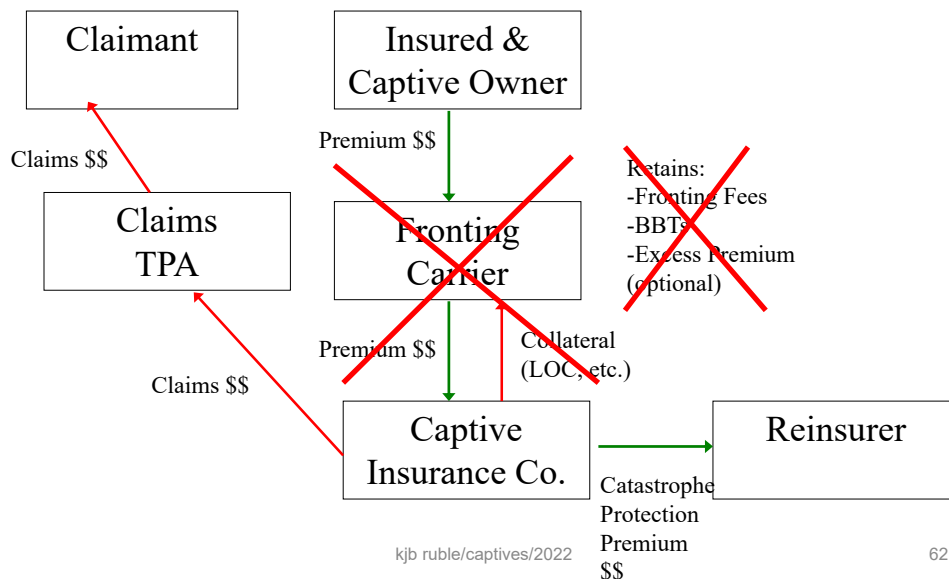 Claimant
Insured &
Captive Owner
Premium $$
Claims $$
Retains:
-Fronting Fees
-BBTs
-Excess Premium
(optional)
Claims
TPA
Fronting
Carrier
Premium $$
Collateral
(LOC, etc.)
Claims $$
Captive
Insurance Co.
Reinsurer
Catastrophe
Protection
Premium
$$
kjb ruble/captives/2022
62